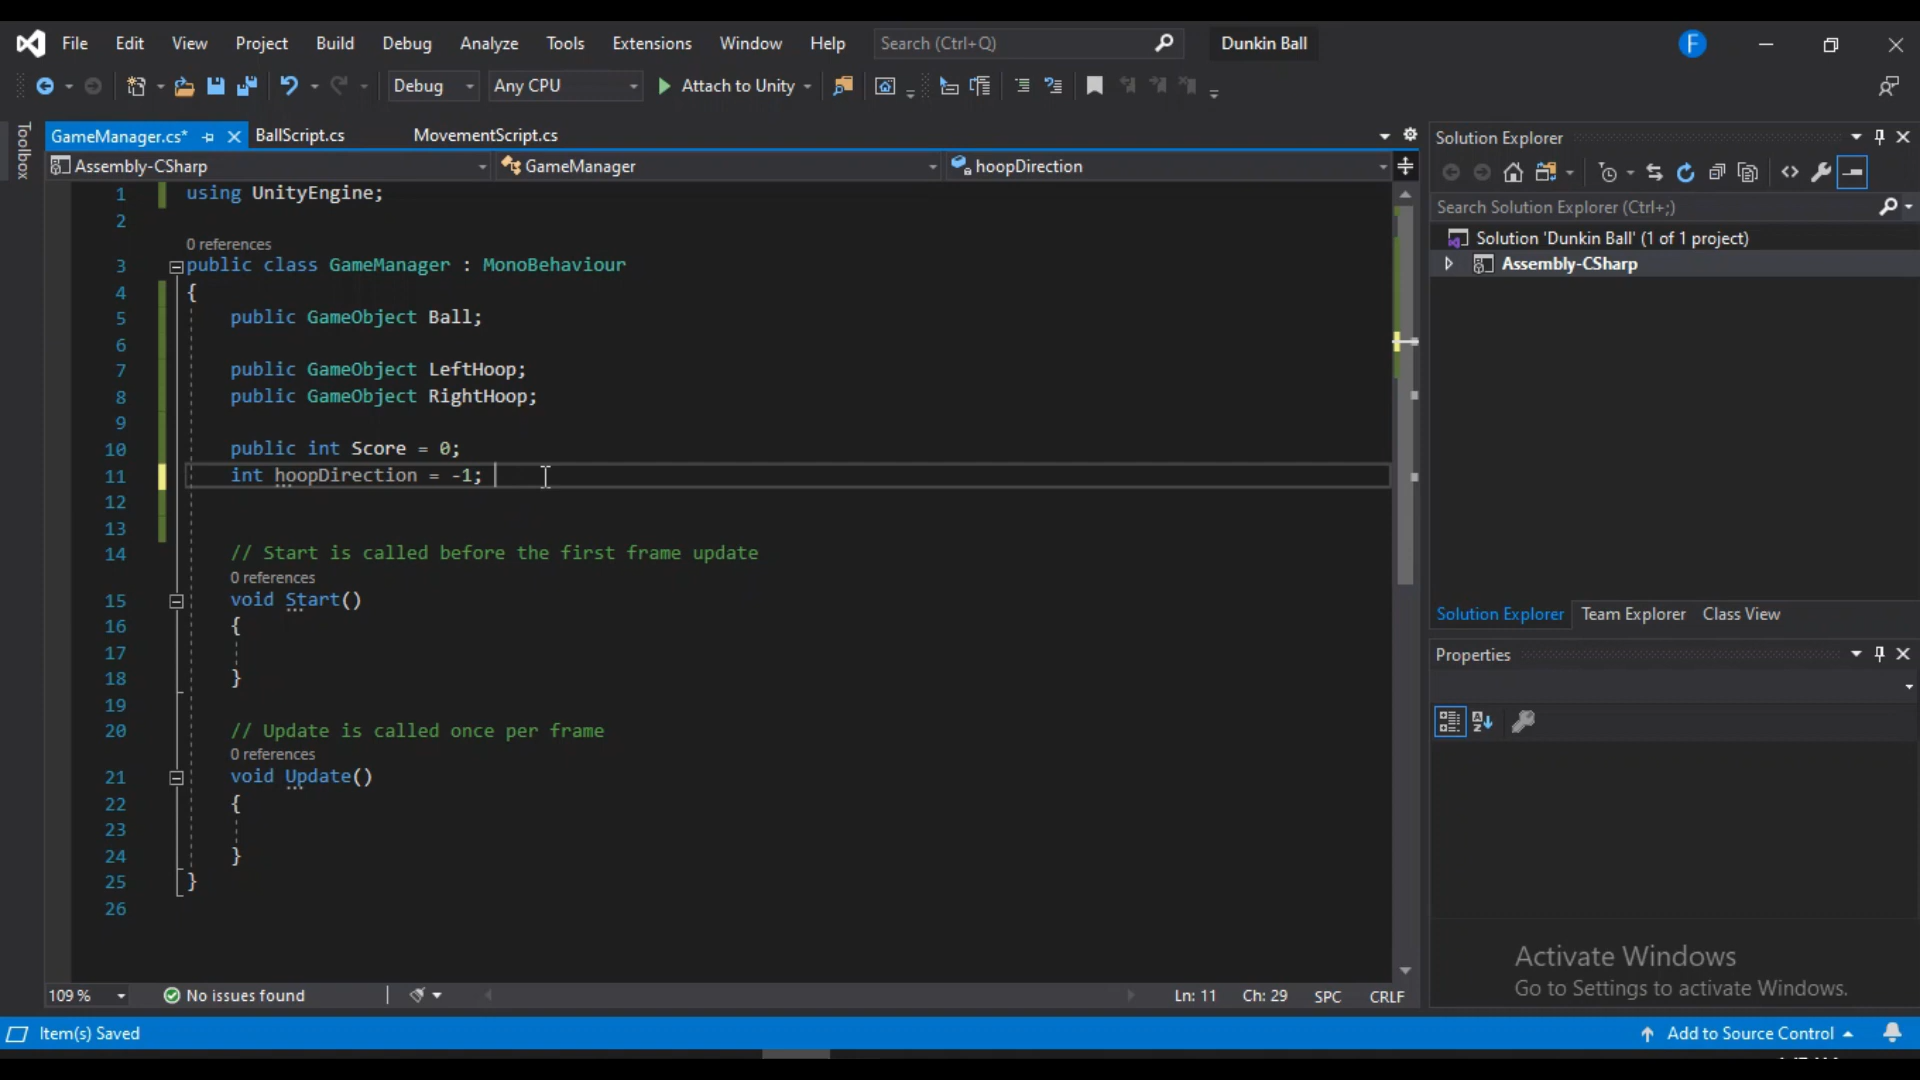 File Edit View Project Build Debug Analyze Tools Extensions Window Help Search (Ctrl+Q) Dunkin Ball F
Debug Any CPU Attach to Unity
Toolbox
GameManager.cs* BallScript.cs MovementScript.cs
Assembly-CSharp GameManager hoopDirection
1 using UnityEngine;
2
0 references
3 public class GameManager : MonoBehaviour
4 {
5 public GameObject Ball;
6
7 public GameObject LeftHoop;
8 public GameObject RightHoop;
9
10 public int Score = 0;
11 int hoopDirection = -1;
12
13
14 // Start is called before the first frame update
0 references
15 void Start()
16 {
17
18 }
19
20 // Update is called once per frame
0 references
21 void Update()
22 {
23
24 }
25 }
26
109 % No issues found Ln: 11 Ch: 29 SPC CRLF
Solution Explorer
Search Solution Explorer (Ctrl+;)
Solution 'Dunkin Ball' (1 of 1 project)
Assembly-CSharp
Solution Explorer Team Explorer Class View
Properties
Activate Windows
Go to Settings to activate Windows.
Item(s) Saved Add to Source Control